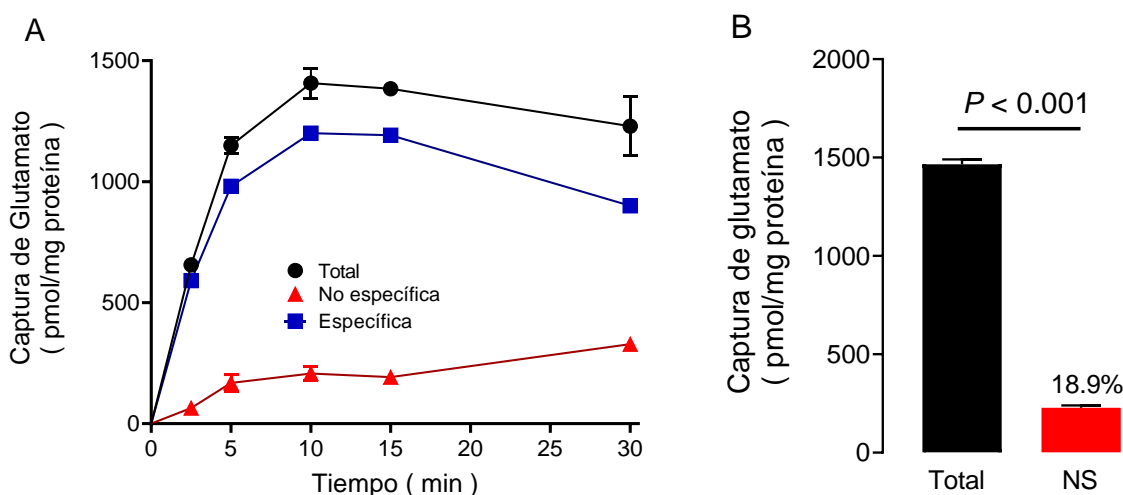 A
Captura de Glutamato
( pmol/mg proteína )
1500
1000
500
0
Total
No específica
Específica
0 5 10 15 20 25 30
Tiempo ( min )
B
Captura de glutamato
( pmol/mg proteína )
2000
1500
1000
500
0
P < 0.001
18.9%
Total NS